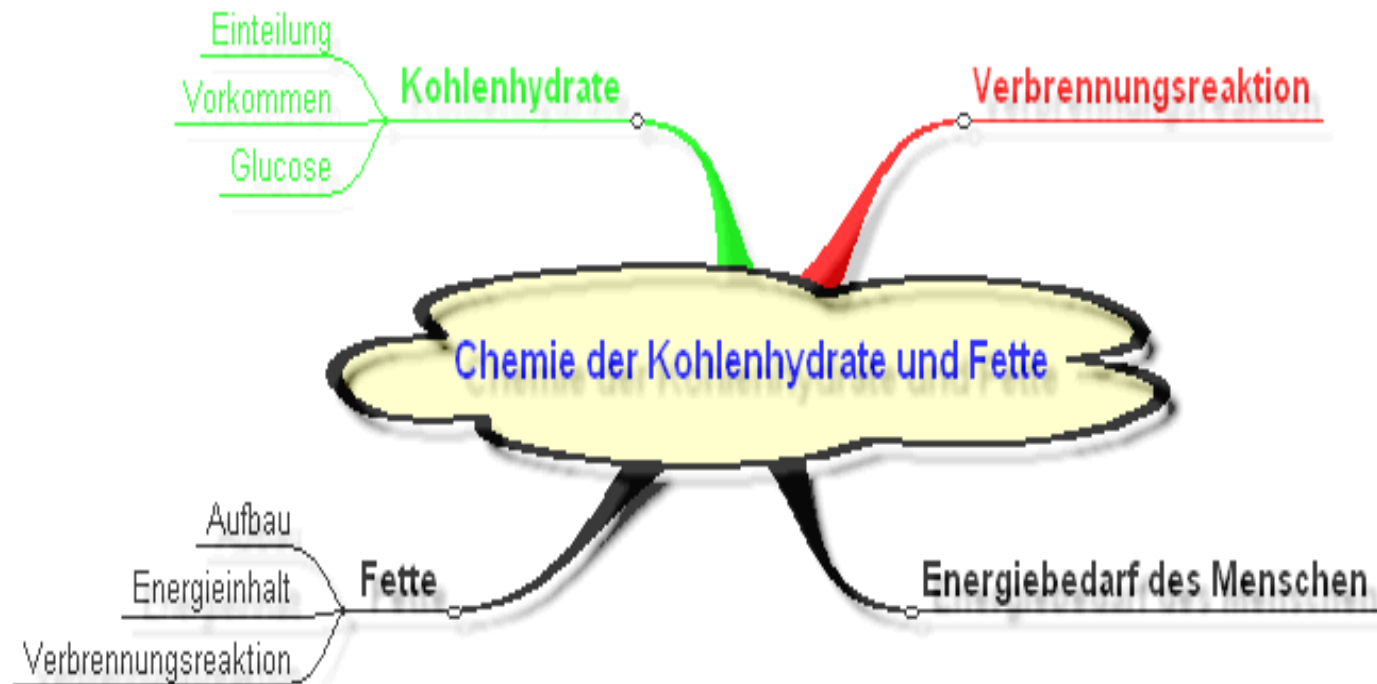 Einteilung
Vorkommen
Glucose
Kohlenhydrate
Verbrennungsreaktion
Chemie der Kohlenhydrate und Fette
Aufbau
Energieinhalt
Verbrennungsreaktion
Fette
Energiebedarf des Menschen